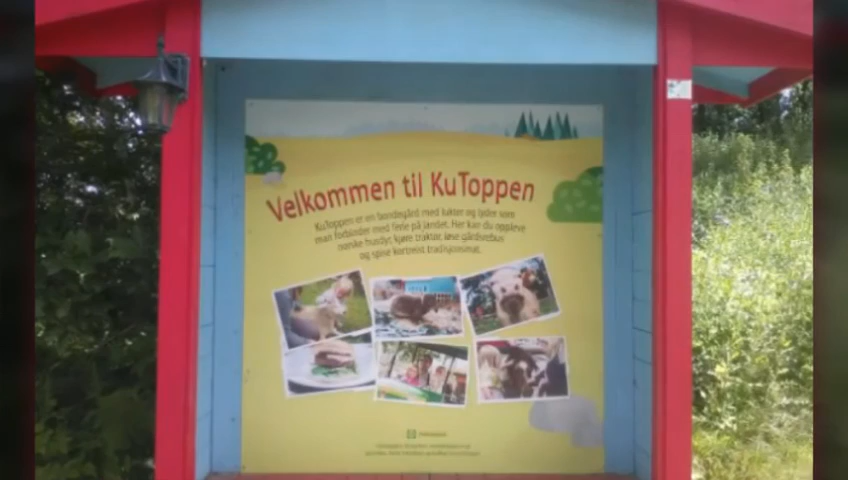 Velkommen til KuToppen
KuToppen er en bondegård med lukter og lyder som
man forbinder med ferie på landet. Her kan du oppleve
norske husdyr, kjøre traktor, løse gårdsrebus
og spise kortreist tradisjonsmat.